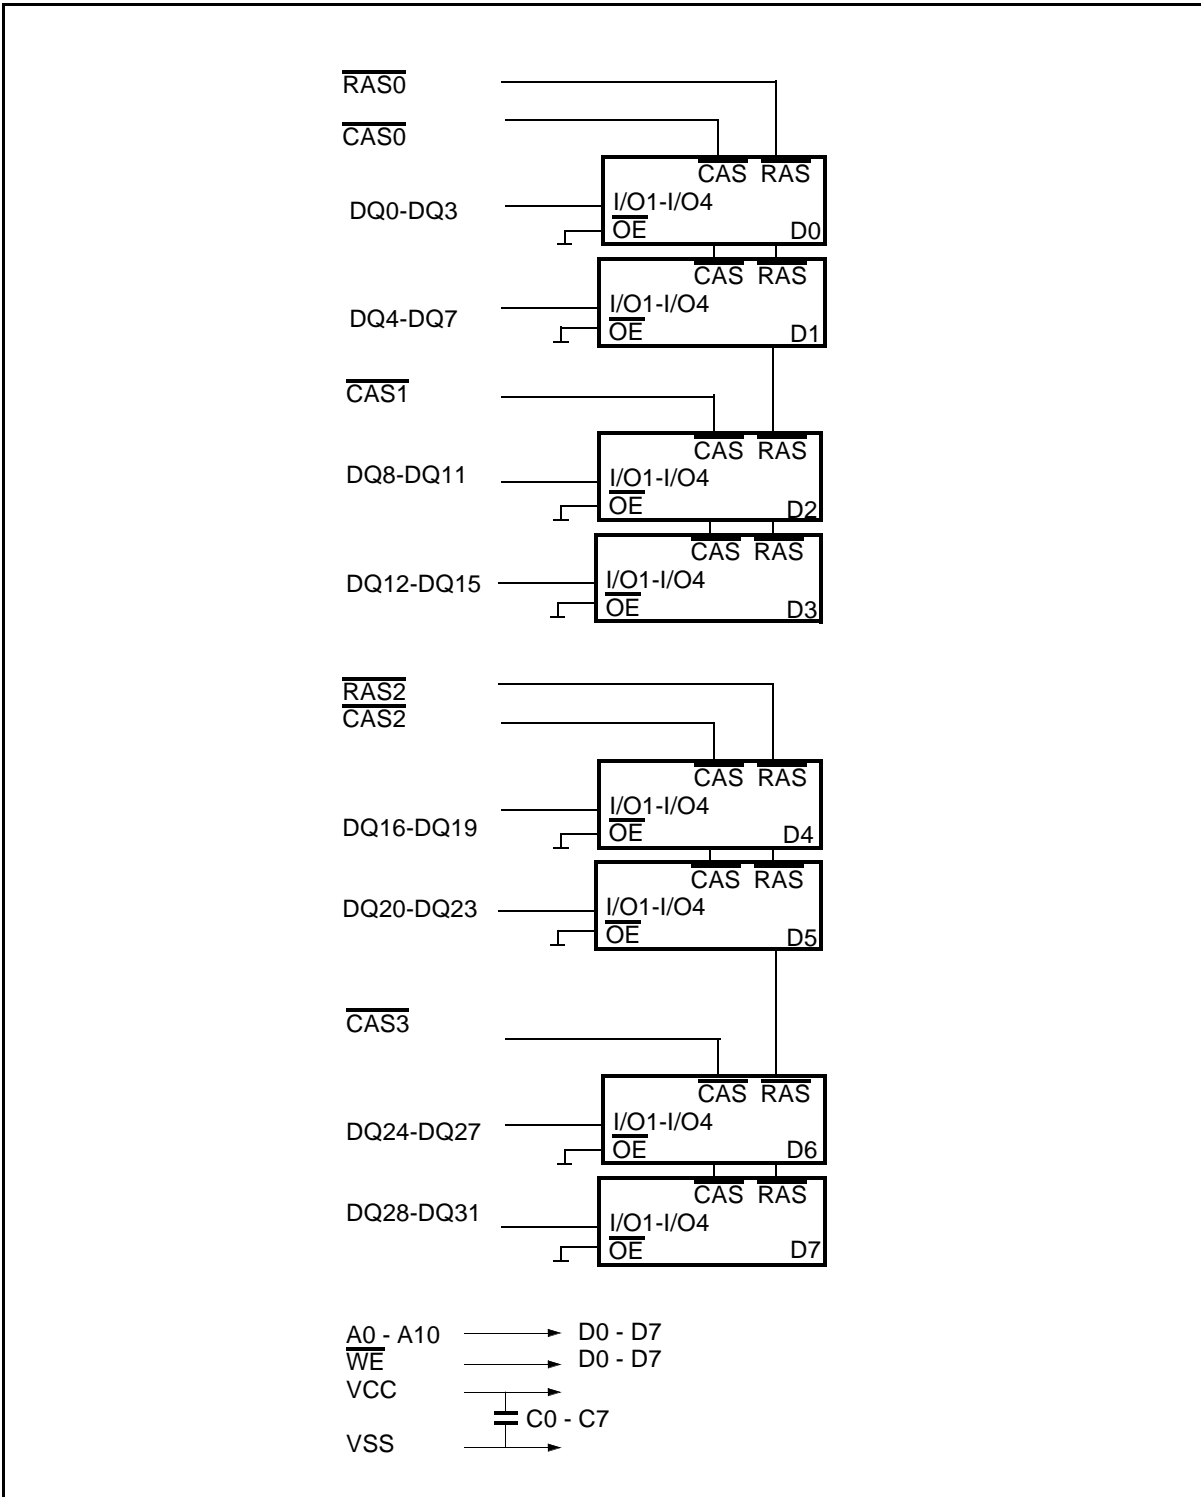 RAS0
CAS0
CAS RAS
DQ0-DQ3
I/O1-I/O4
OE
D0
CAS RAS
DQ4-DQ7
I/O1-I/O4
OE
D1
CAS1
CAS RAS
DQ8-DQ11
I/O1-I/O4
OE
D2
CAS RAS
DQ12-DQ15
I/O1-I/O4
OE
D3
RAS2
CAS2
CAS RAS
DQ16-DQ19
I/O1-I/O4
OE
D4
CAS RAS
DQ20-DQ23
I/O1-I/O4
OE
D5
CAS3
CAS RAS
DQ24-DQ27
I/O1-I/O4
OE
D6
CAS RAS
DQ28-DQ31
I/O1-I/O4
OE
D7
A0 - A10 D0 - D7
WE D0 - D7
VCC
C0 - C7
VSS